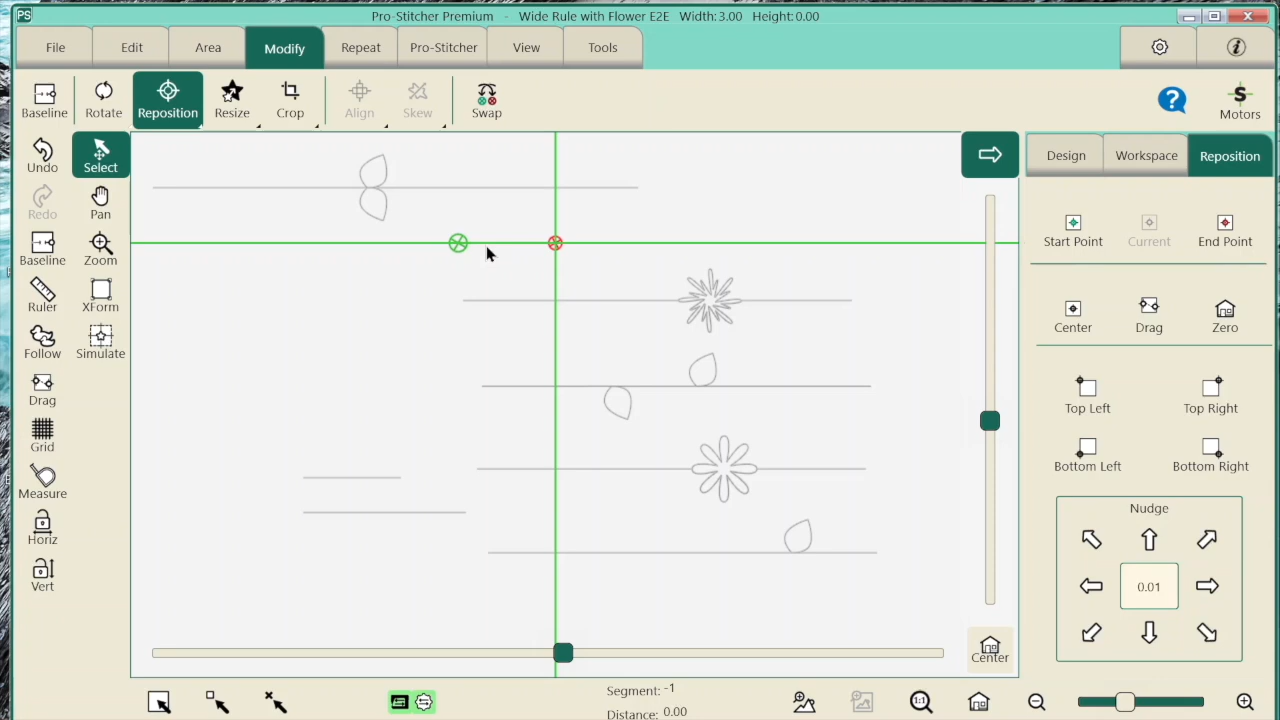 PS
Pro-Stitcher Premium - Wide Rule with Flower E2E Width: 3.00 Height: 0.00
File Edit Area Modify Repeat Pro-Stitcher View Tools
Baseline Rotate Reposition Resize Crop Align Skew Swap
S
Motors
Undo Select
Redo Pan
Baseline Zoom
Ruler XForm
Follow Simulate
Drag
Grid
Measure
Horiz
Vert
Center
Design Workspace Reposition
Start Point Current End Point
Center Drag Zero
Top Left Top Right
Bottom Left Bottom Right
Nudge
0.01
Segment: -1
Distance: 0.00
1:1